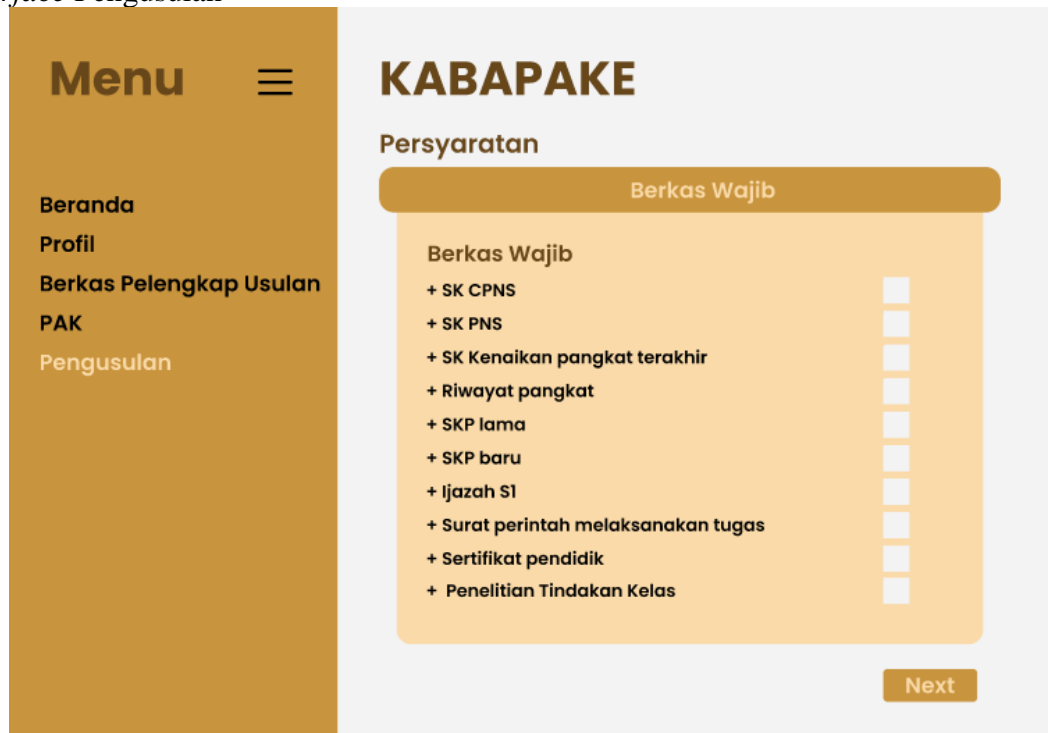 Pengusulan
Menu
Beranda
Profil
Berkas Pelengkap Usulan
PAK
Pengusulan
KABAPAKE
Persyaratan
Berkas Wajib
Berkas Wajib
+ SK CPNS
+ SK PNS
+ SK Kenaikan pangkat terakhir
+ Riwayat pangkat
+ SKP lama
+ SKP baru
+ Ijazah S1
+ Surat perintah melaksanakan tugas
+ Sertifikat pendidik
+ Penelitian Tindakan Kelas
Next